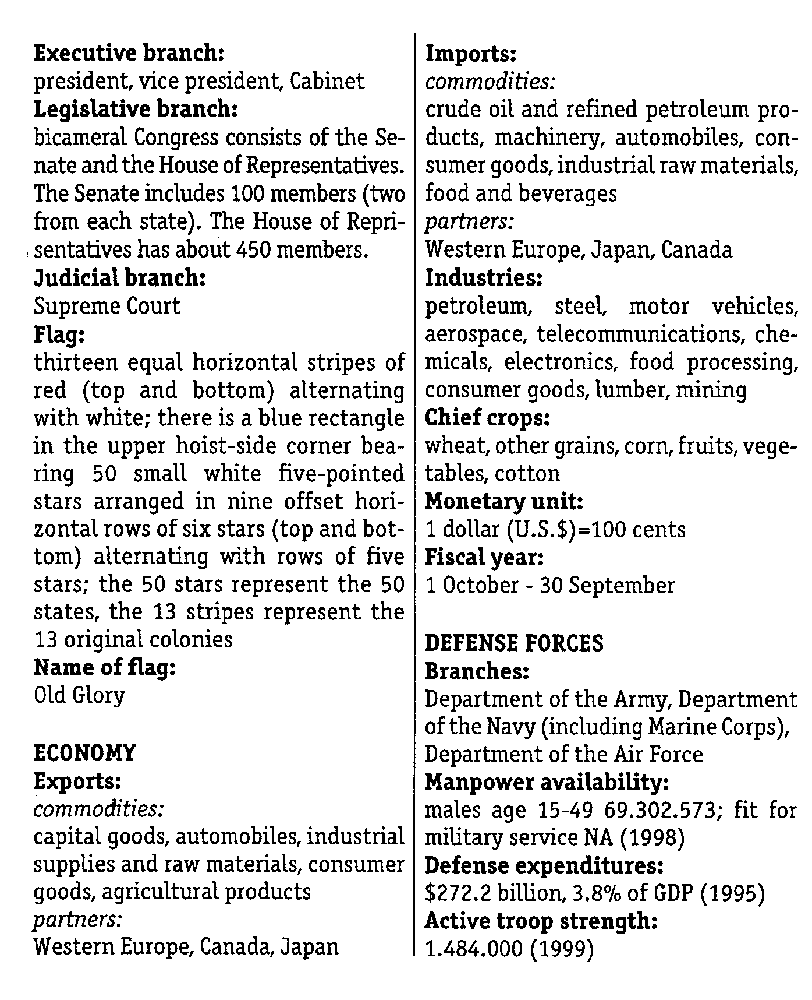 Executive branch:
president, vice president, Cabinet
Legislative branch:
bicameral Congress consists of the Se-
nate and the House of Representatives.
The Senate includes 100 members (two
from each state). The House of Repri-
sentatives has about 450 members.
Judicial branch:
Supreme Court
Flag:
thirteen equal horizontal stripes of
red (top and bottom) alternating
with white; there is a blue rectangle
in the upper hoist-side corner bea-
ring 50 small white five-pointed
stars arranged in nine offset hori-
zontal rows of six stars (top and bot-
tom) alternating with rows of five
stars; the 50 stars represent the 50
states, the 13 stripes represent the
13 original colonies
Name of flag:
Old Glory
ECONOMY
Exports:
commodities:
capital goods, automobiles, industrial
supplies and raw materials, consumer
goods, agricultural products
partners:
Western Europe, Canada, Japan
Imports:
commodities:
crude oil and refined petroleum pro-
ducts, machinery, automobiles, con-
sumer goods, industrial raw materials,
food and beverages
partners:
Western Europe, Japan, Canada
Industries:
petroleum, steel, motor vehicles,
aerospace, telecommunications, che-
micals, electronics, food processing,
consumer goods, lumber, mining
Chief crops:
wheat, other grains, corn, fruits, vege-
tables, cotton
Monetary unit:
1 dollar (U.S.$)=100 cents
Fiscal year:
1 October - 30 September
DEFENSE FORCES
Branches:
Department of the Army, Department
of the Navy (including Marine Corps),
Department of the Air Force
Manpower availability:
males age 15-49 69.302.573; fit for
military service NA (1998)
Defense expenditures:
$272.2 billion, 3.8% of GDP (1995)
Active troop strength:
1.484.000 (1999)